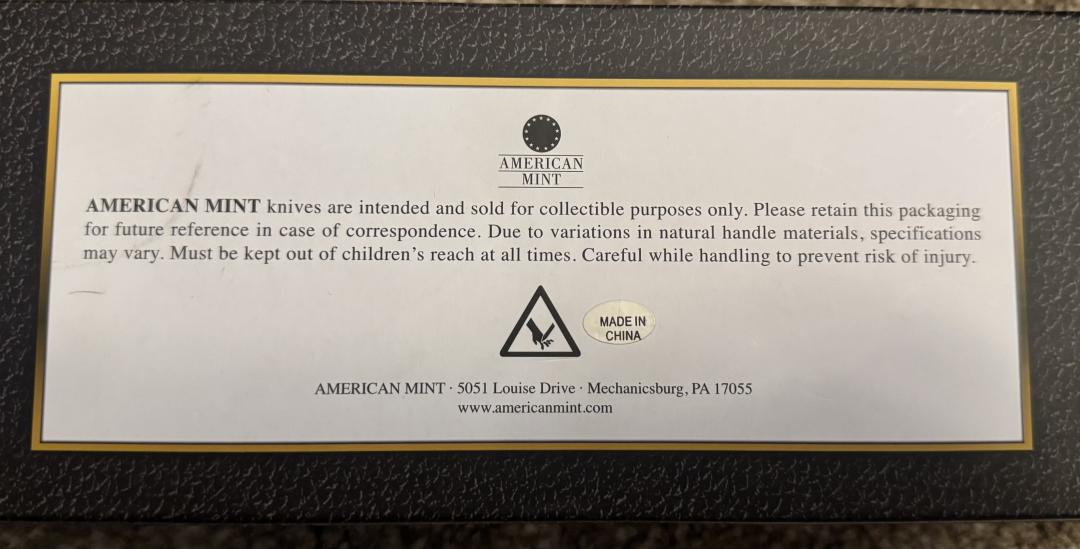 AMERICAN
MINT
AMERICAN MINT knives are intended and sold for collectible purposes only. Please retain this packaging
for future reference in case of correspondence. Due to variations in natural handle materials, specifications
may vary. Must be kept out of children's reach at all times. Careful while handling to prevent risk of injury.
MADE IN
CHINA
AMERICAN MINT · 5051 Louise Drive · Mechanicsburg, PA 17055
www.americanmint.com